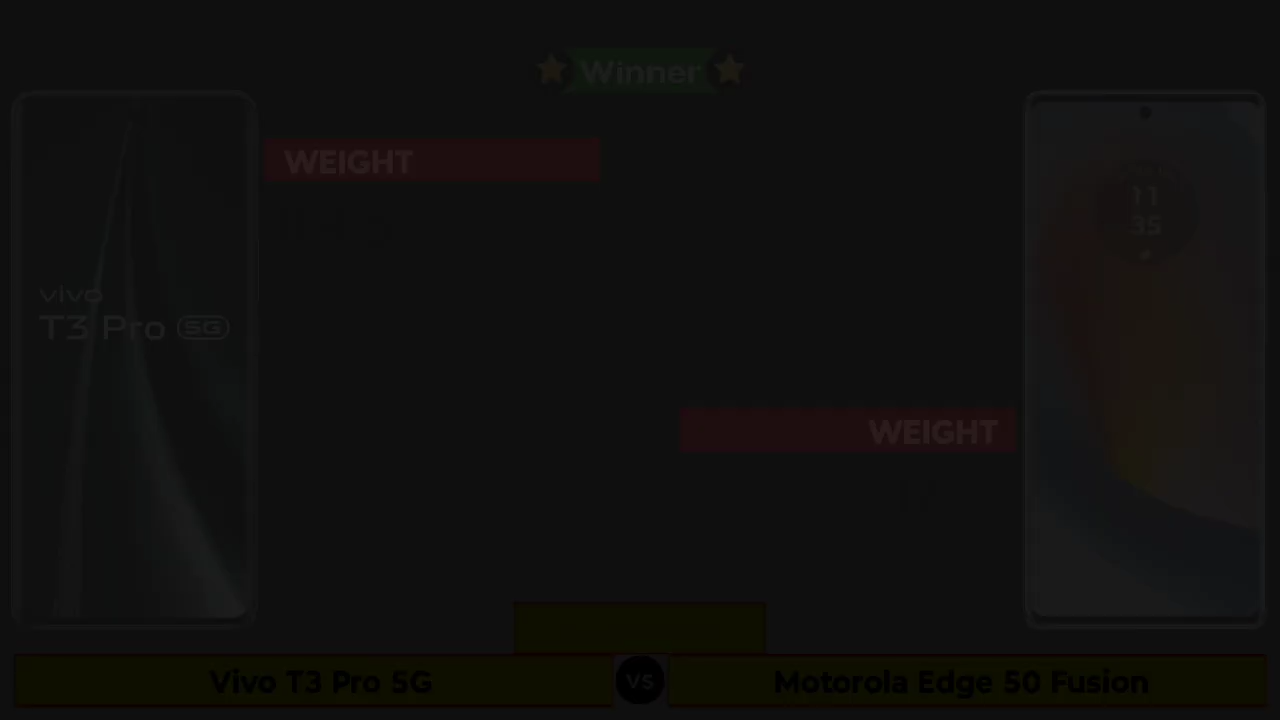 Winner
WEIGHT
11
35
vivo
T3 Pro 5G
WEIGHT
Vivo T3 Pro 5G
VS
Motorola Edge 50 Fusion